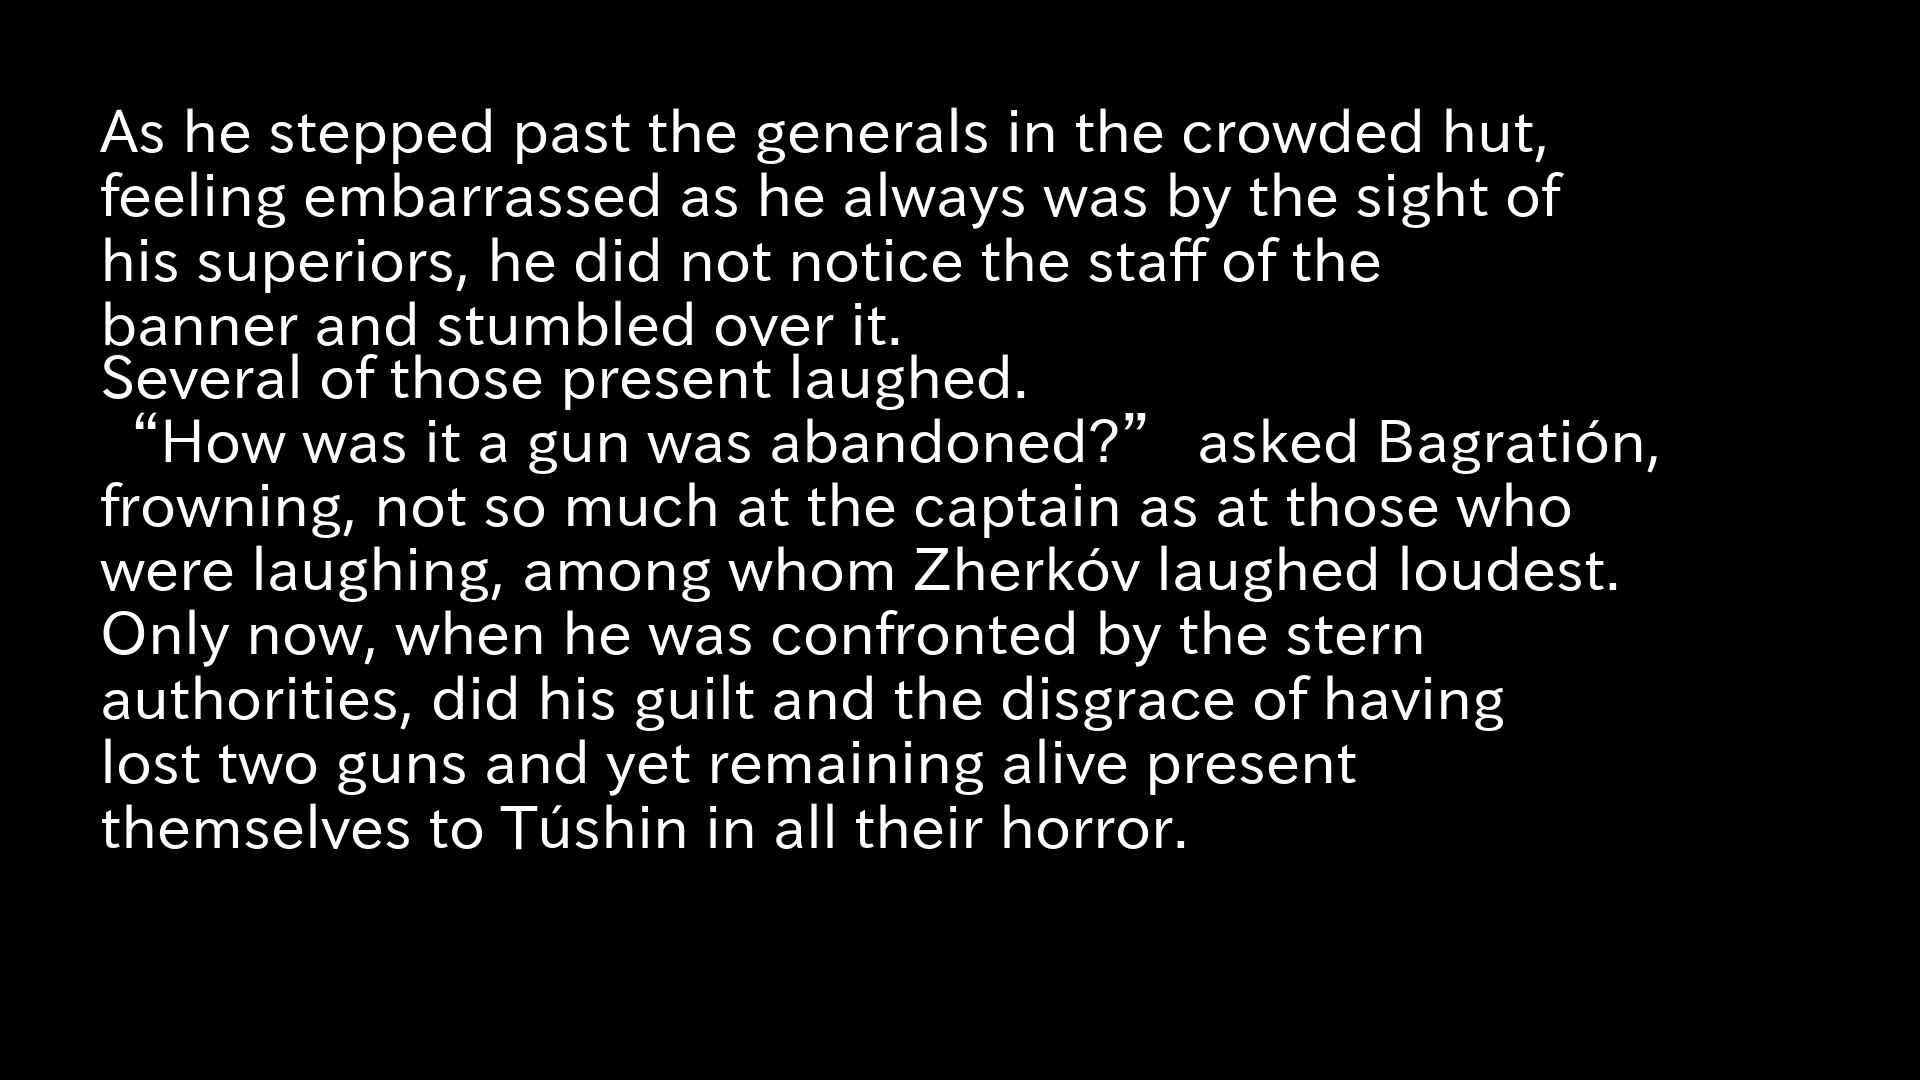 As he stepped past the generals in the crowded hut,
feeling embarrassed as he always was by the sight of
his superiors, he did not notice the staff of the
banner and stumbled over it.
Several of those present laughed.
“How was it a gun was abandoned?” asked Bagratión,
frowning, not so much at the captain as at those who
were laughing, among whom Zherkóv laughed loudest.
Only now, when he was confronted by the stern
authorities, did his guilt and the disgrace of having
lost two guns and yet remaining alive present
themselves to Túshin in all their horror.